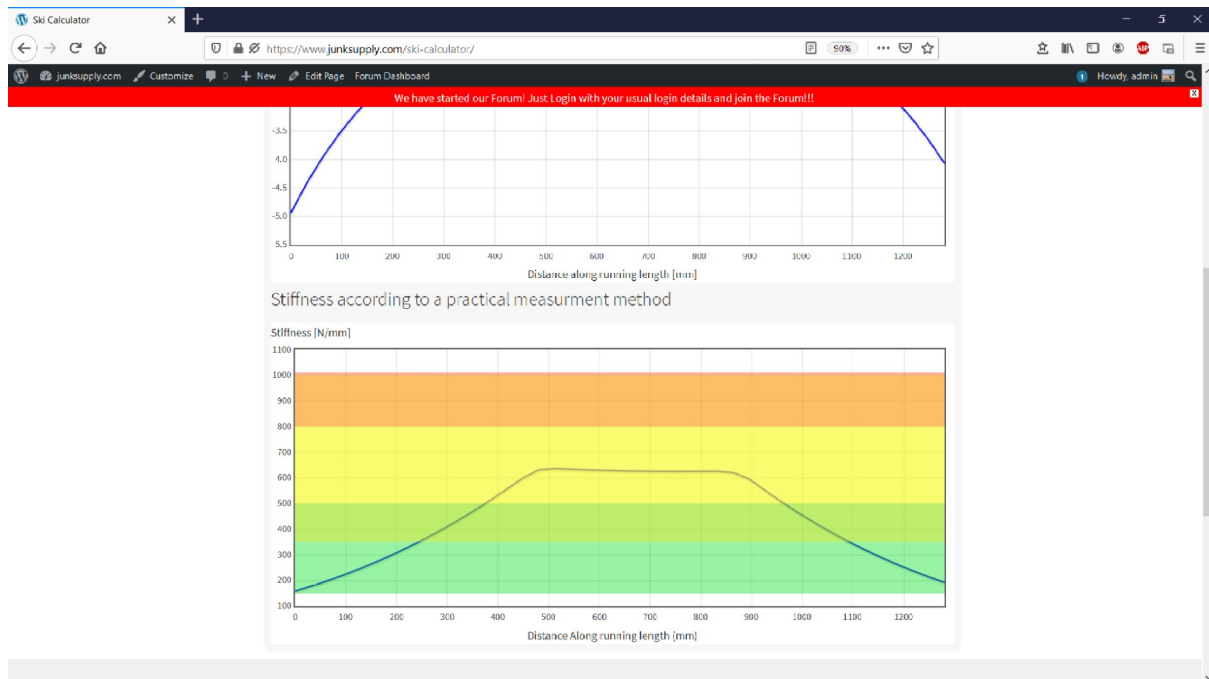 Ski Calculator
https://www.junksupply.com/ski-calculator/
90%
ABP
junksupply.com Customize 0 New Edit Page Forum Dashboard
1 Howdy, admin
We have started our Forum! Just Login with your usual login details and join the Forum!!!
X
-3.5
4.0
-4.5
-5.0
5.5
0 100 200 300 400 500 600 700 800 900 1000 1100 1200
Distance along running length [mm]
Stiffness according to a practical measurment method
Stiffness [N/mm]
1100
1000
900
800
700
600
500
400
300
200
100
0 100 200 300 400 500 600 700 800 900 1000 1100 1200
Distance Along running length [mm]